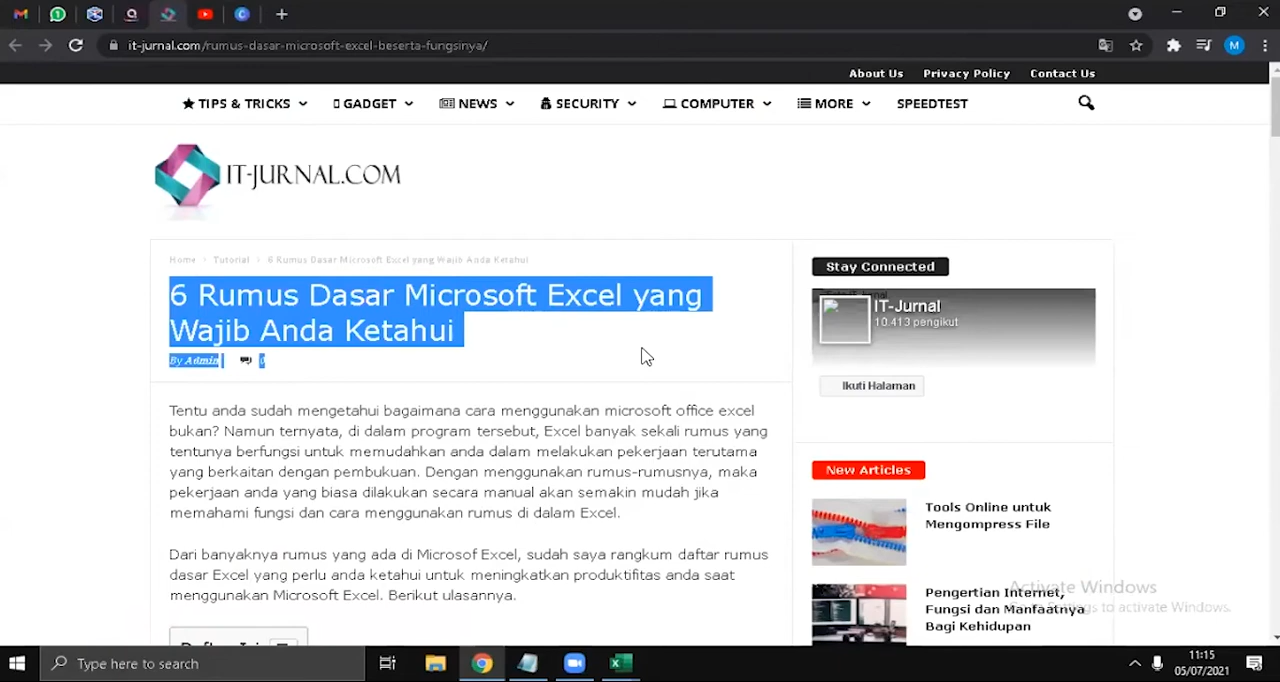 it-jurnal.com/rumus-dasar-microsoft-excel-beserta-fungsinya/
M
About Us Privacy Policy Contact Us
TIPS & TRICKS GADGET NEWS SECURITY COMPUTER MORE SPEEDTEST
IT-JURNAL.COM
Home Tutorial 6 Rumus Dasar Microsoft Excel yang Wajib Anda Ketahui
6 Rumus Dasar Microsoft Excel yang
Wajib Anda Ketahui
By Admin 0
Tentu anda sudah mengetahui bagaimana cara menggunakan microsoft office excel
bukan? Namun ternyata, di dalam program tersebut, Excel banyak sekali rumus yang
tentunya berfungsi untuk memudahkan anda dalam melakukan pekerjaan terutama
yang berkaitan dengan pembukuan. Dengan menggunakan rumus-rumusnya, maka
pekerjaan anda yang biasa dilakukan secara manual akan semakin mudah jika
memahami fungsi dan cara menggunakan rumus di dalam Excel.
Dari banyaknya rumus yang ada di Microsof Excel, sudah saya rangkum daftar rumus
dasar Excel yang perlu anda ketahui untuk meningkatkan produktifitas anda saat
menggunakan Microsoft Excel. Berikut ulasannya.
Daftar Isi
Stay Connected
IT-Jurnal
10.413 pengikut
Ikuti Halaman
New Articles
Tools Online untuk
Mengompress File
Pengertian Internet,
Fungsi dan Manfaatnya
Bagi Kehidupan
Activate Windows
Settings to activate Windows.
Type here to search
11:15
05/07/2021